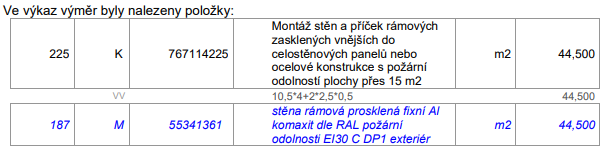 Ve výkaz výměr byly nalezeny položky:
225 K 767114225 Montáž stěn a příček rámových
zasklených vnějších do
celostěnových panelů nebo
ocelové konstrukce s požární
odolností plochy přes 15 m2 m2 44,500
VV 10,5*4+2*2,5*0,5 44,500
187 M 55341361 stěna rámová prosklená fixní Al
komaxit dle RAL požární
odolnosti EI30 C DP1 exteriér m2 44,500